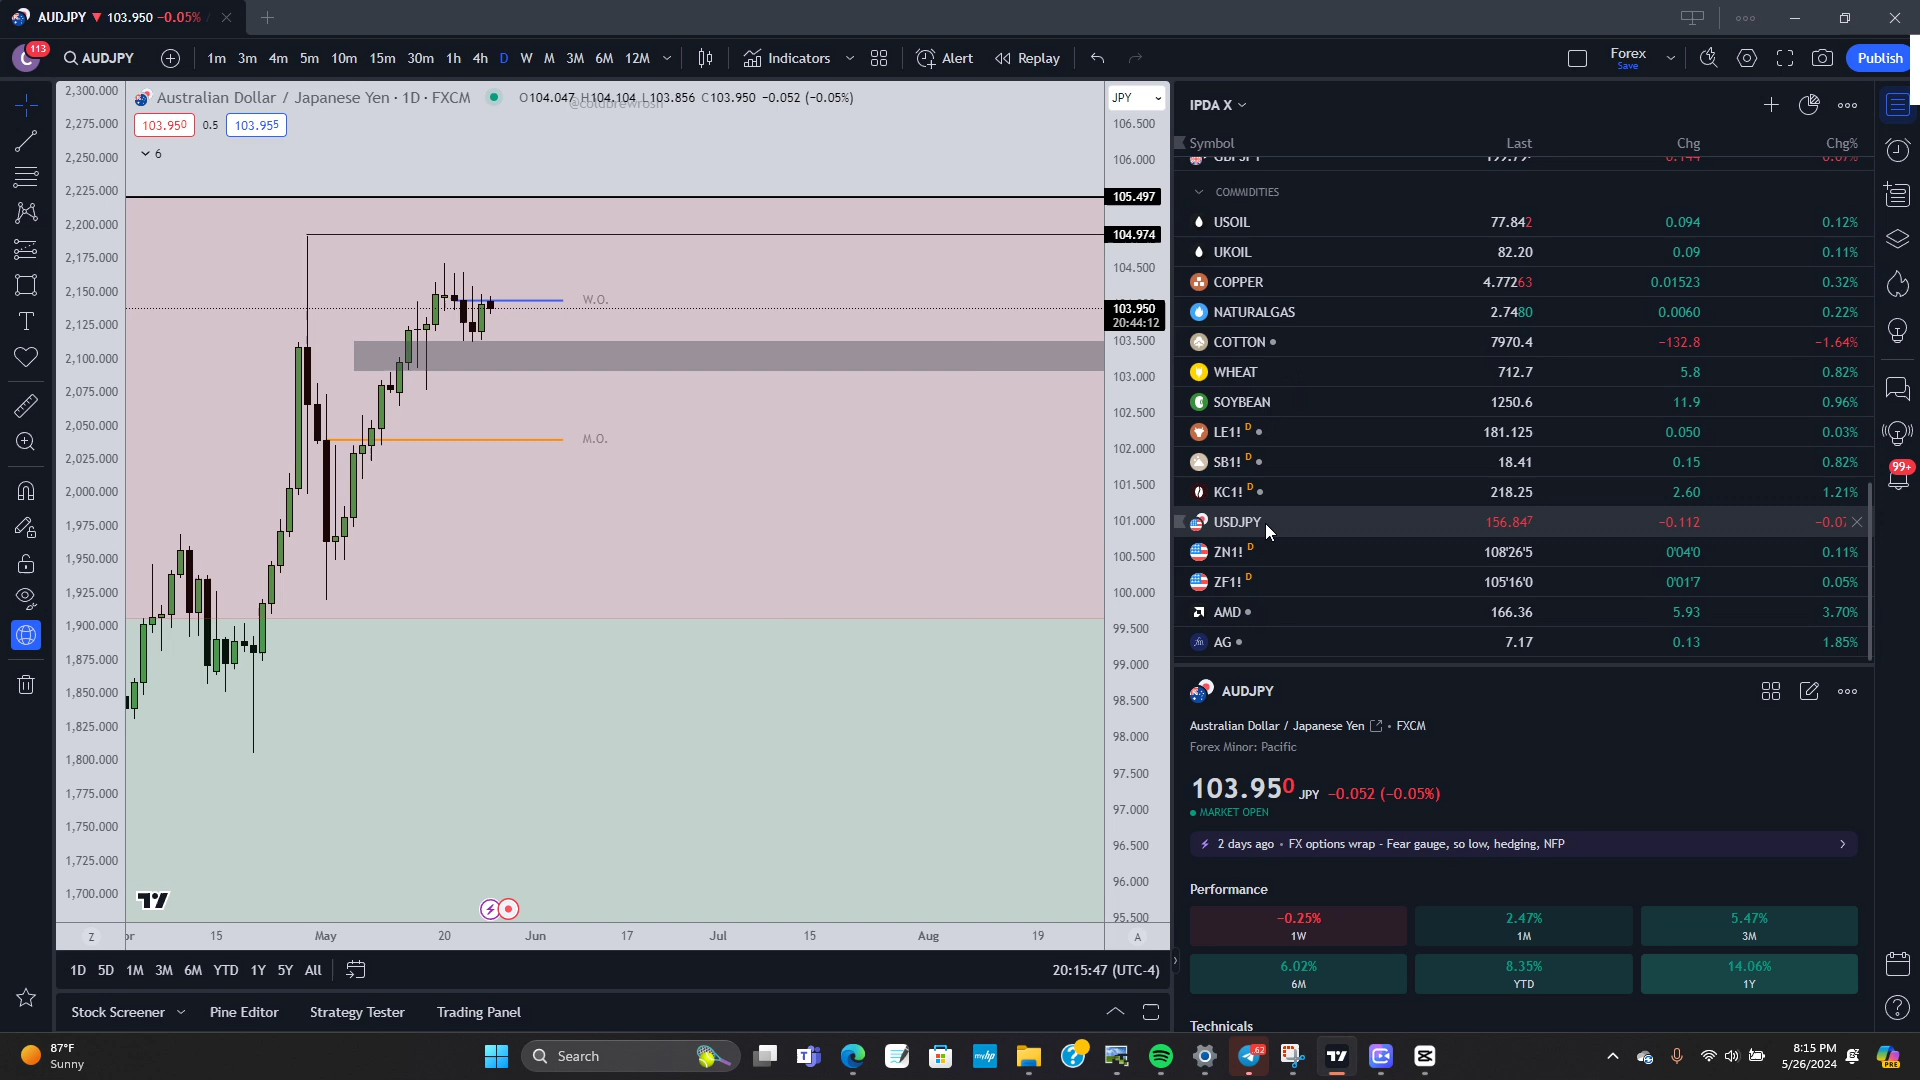 AUDJPY ▼ 103.950 −0.05%
C 113 AUDJPY 1m 3m 4m 5m 10m 15m 30m 1h 4h D W M 3M 6M 12M Indicators Alert Replay Forex Save Publish
Australian Dollar / Japanese Yen · 1D · FXCM O104.047 H104.104 L103.856 C103.950 −0.052 (−0.05%)
@coldbrewrosh
103.950 0.5 103.955
6
2,300.000
2,275.000
2,250.000
2,225.000
2,200.000
2,175.000
2,150.000
2,125.000
2,100.000
2,075.000
2,050.000
2,025.000
2,000.000
1,975.000
1,950.000
1,925.000
1,900.000
1,875.000
1,850.000
1,825.000
1,800.000
1,775.000
1,750.000
1,725.000
1,700.000
W.O.
M.O.
JPY
106.500
106.000
105.497
104.974
104.500
103.950
20:44:12
103.500
103.000
102.500
102.000
101.500
101.000
100.500
100.000
99.500
99.000
98.500
98.000
97.500
97.000
96.500
96.000
95.500
Z 15 May 20 Jun 17 Jul 15 Aug 19 A
1D 5D 1M 3M 6M YTD 1Y 5Y All 20:15:47 (UTC-4)
Stock Screener Pine Editor Strategy Tester Trading Panel
IPDA X
Symbol Last Chg Chg%
COMMODITIES
USOIL 77.842 0.094 0.12%
UKOIL 82.20 0.09 0.11%
COPPER 4.77263 0.01523 0.32%
NATURALGAS 2.7480 0.0060 0.22%
COTTON 7970.4 −132.8 −1.64%
WHEAT 712.7 5.8 0.82%
SOYBEAN 1250.6 11.9 0.96%
LE1! D 181.125 0.050 0.03%
SB1! D 18.41 0.15 0.82%
KC1! D 218.25 2.60 1.21%
USDJPY 156.847 −0.112
ZN1! D 108'26'5 0'04'0 0.11%
ZF1! D 105'16'0 0'01'7 0.05%
AMD 166.36 5.93 3.70%
AG 7.17 0.13 1.85%
AUDJPY
Australian Dollar / Japanese Yen • FXCM
Forex Minor: Pacific
103.950 JPY −0.052 (−0.05%)
MARKET OPEN
2 days ago • FX options wrap - Fear gauge, so low, hedging, NFP
Performance
−0.25% 2.47% 5.47%
1W 1M 3M
6.02% 8.35% 14.06%
6M YTD 1Y
Technicals
99+
87°F
Sunny
Search
myhp
62
8:15 PM
5/26/2024
PRE